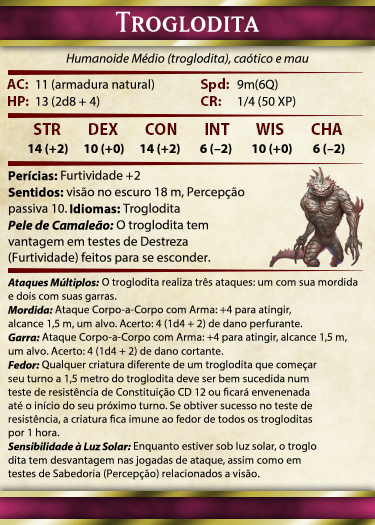 TROGLODITA
Humanoide Médio (troglodita), caótico e mau
AC: 11 (armadura natural) Spd: 9m(6Q)
HP: 13 (2d8 + 4) CR: 1/4 (50 XP)
STR DEX CON INT WIS CHA
14 (+2) 10 (+0) 14 (+2) 6 (–2) 10 (+0) 6 (–2)
Perícias: Furtividade +2
Sentidos: visão no escuro 18 m, Percepção
passiva 10. Idiomas: Troglodita
Pele de Camaleão: O troglodita tem
vantagem em testes de Destreza
(Furtividade) feitos para se esconder.
Ataques Múltiplos: O troglodita realiza três ataques: um com sua mordida
e dois com suas garras.
Mordida: Ataque Corpo-a-Corpo com Arma: +4 para atingir,
alcance 1,5 m, um alvo. Acerto: 4 (1d4 + 2) de dano perfurante.
Garra: Ataque Corpo-a-Corpo com Arma: +4 para atingir, alcance 1,5 m,
um alvo. Acerto: 4 (1d4 + 2) de dano cortante.
Fedor: Qualquer criatura diferente de um troglodita que começar
seu turno a 1,5 metro do troglodita deve ser bem sucedida num
teste de resistência de Constituição CD 12 ou ficará envenenada
até o início do seu próximo turno. Se obtiver sucesso no teste de
resistência, a criatura fica imune ao fedor de todos os trogloditas
por 1 hora.
Sensibilidade à Luz Solar: Enquanto estiver sob luz solar, o troglo
dita tem desvantagem nas jogadas de ataque, assim como em
testes de Sabedoria (Percepção) relacionados a visão.